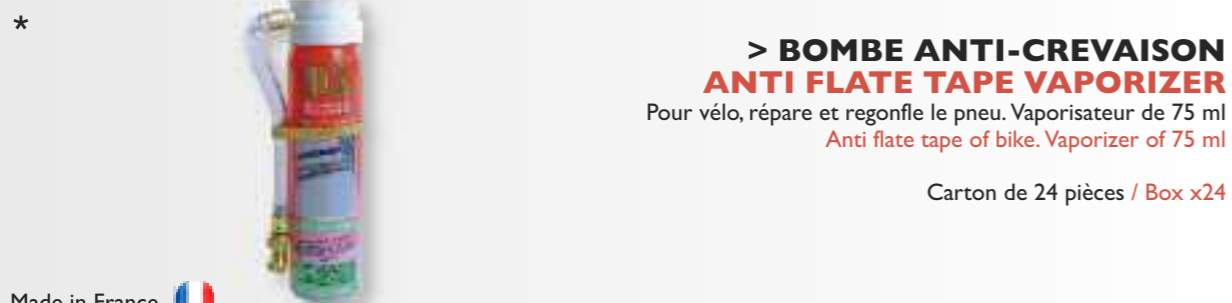 *
> BOMBE ANTI-CREVAISON
ANTI FLATE TAPE VAPORIZER
Pour vélo, répare et regonfle le pneu. Vaporisateur de 75 ml
Anti flate tape of bike. Vaporizer of 75 ml
Carton de 24 pièces / Box x24
Made in France